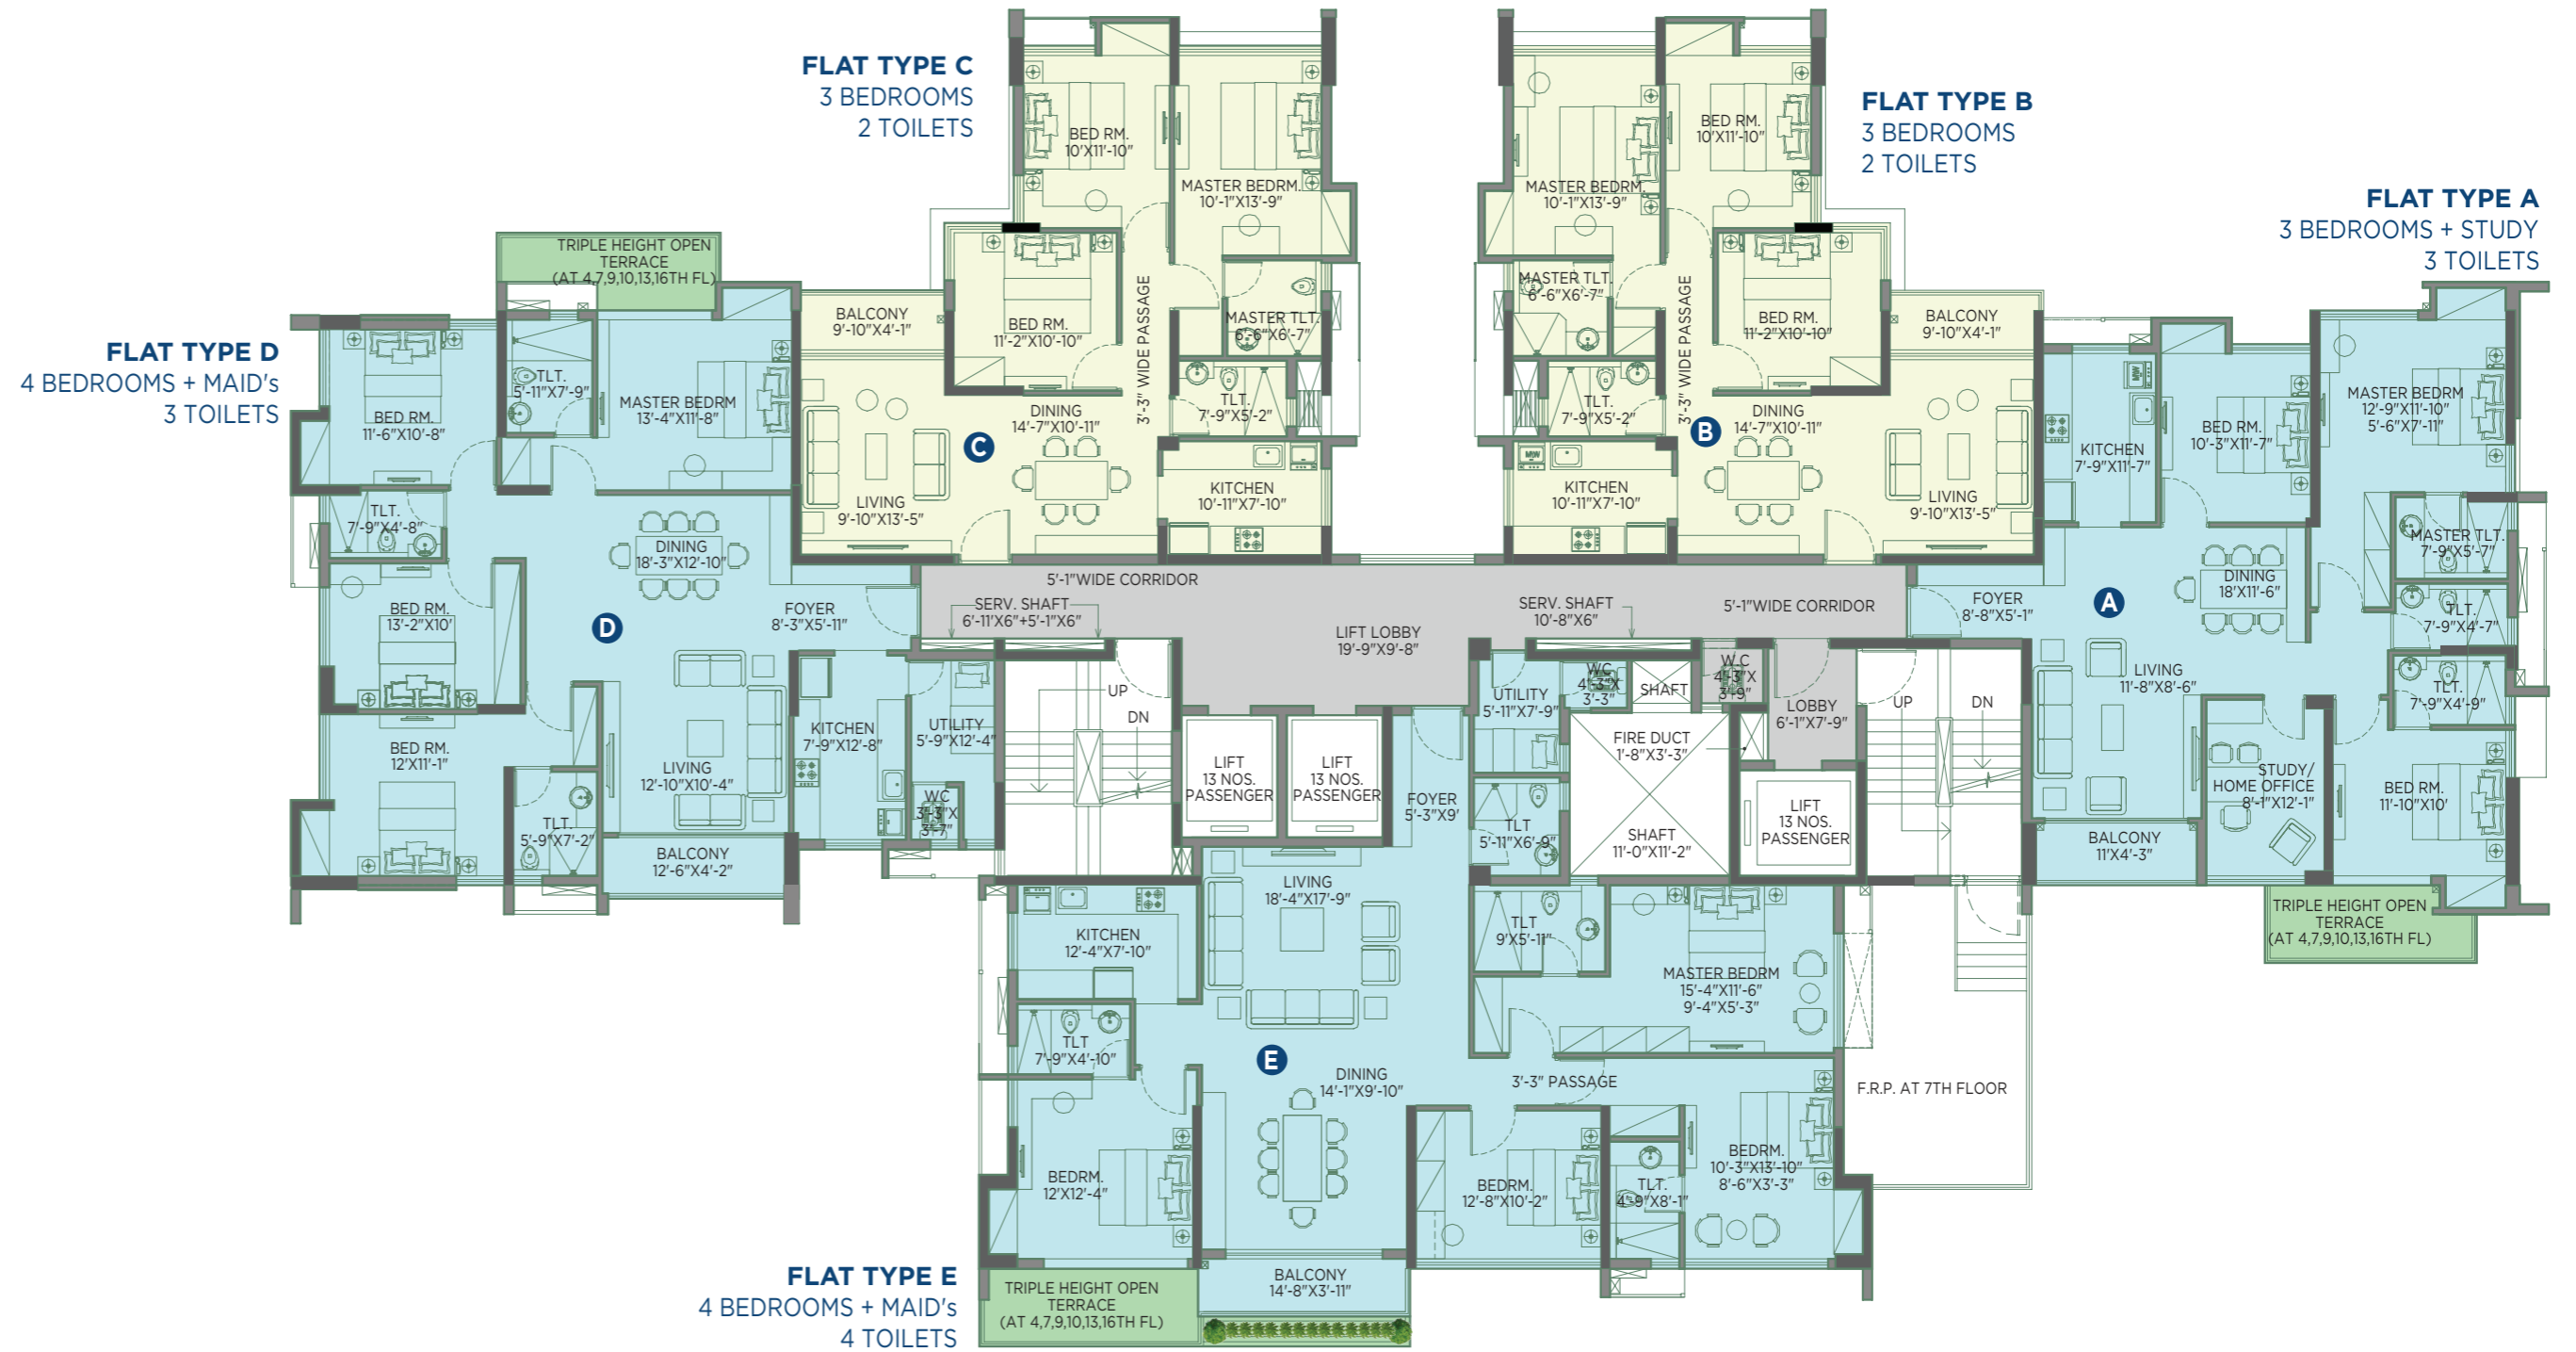 FLAT TYPE C
3 BEDROOMS
2 TOILETS
BED RM.
10'X11'-10"
MASTER BEDRM.
10'-1"X13'-9"
BED RM.
11'-2"X10'-10"
BALCONY
9'-10"X4'-1"
3'-3" WIDE PASSAGE
MASTER TLT.
6'-6"X6'-7"
TLT.
7'-9"X5'-2"
DINING
14'-7"X10'-11"
C
LIVING
9'-10"X13'-5"
KITCHEN
10'-11"X7'-10"
FLAT TYPE B
3 BEDROOMS
2 TOILETS
BED RM.
10'X11'-10"
MASTER BEDRM.
10'-1"X13'-9"
MASTER TLT.
6'-6"X6'-7"
3'-3" WIDE PASSAGE
BED RM.
11'-2"X10'-10"
BALCONY
9'-10"X4'-1"
TLT.
7'-9"X5'-2"
B
DINING
14'-7"X10'-11"
MW
KITCHEN
10'-11"X7'-10"
LIVING
9'-10"X13'-5"
FLAT TYPE A
3 BEDROOMS + STUDY
3 TOILETS
MW
KITCHEN
7'-9"X11'-7"
BED RM.
10'-3"X11'-7"
MASTER BEDRM
12'-9"X11'-10"
5'-6"X7'-11"
MASTER TLT.
7'-9"X5'-7"
DINING
18'X11'-6"
A
FOYER
8'-8"X5'-1"
TLT.
7'-9"X4'-7"
LIVING
11'-8"X8'-6"
TLT.
7'-9"X4'-9"
STUDY/
HOME OFFICE
8'-1"X12'-1"
BED RM.
11'-10"X10'
BALCONY
11'X4'-3"
TRIPLE HEIGHT OPEN
TERRACE
(AT 4,7,9,10,13,16TH FL)
FLAT TYPE D
4 BEDROOMS + MAID's
3 TOILETS
TRIPLE HEIGHT OPEN
TERRACE
(AT 4,7,9,10,13,16TH FL)
BED RM.
11'-6"X10'-8"
TLT.
5'-11"X7'-9"
MASTER BEDRM
13'-4"X11'-8"
TLT.
7'-9"X4'-8"
DINING
18'-3"X12'-10"
BED RM.
13'-2"X10'
D
FOYER
8'-3"X5'-11"
BED RM.
12'X11'-1"
LIVING
12'-10"X10'-4"
KITCHEN
7'-9"X12'-8"
UTILITY
5'-9"X12'-4"
WC
3'-3"X
3'-7"
TLT.
5'-9"X7'-2"
BALCONY
12'-6"X4'-2"
5'-1"WIDE CORRIDOR
SERV. SHAFT
6'-11"X6"+5'-1"X6"
LIFT LOBBY
19'-9"X9'-8"
SERV. SHAFT
10'-8"X6"
5'-1"WIDE CORRIDOR
UP
DN
LIFT
13 NOS.
PASSENGER
LIFT
13 NOS.
PASSENGER
UTILITY
5'-11"X7'-9"
WC
4'-3"X
3'-3"
SHAFT
W.C
4'-3"X
3'-9"
LOBBY
6'-1"X7'-9"
UP
DN
FIRE DUCT
1'-8"X3'-3"
SHAFT
11'-0"X11'-2"
LIFT
13 NOS.
PASSENGER
FOYER
5'-3"X9'
TLT
5'-11"X6'-9"
LIVING
18'-4"X17'-9"
KITCHEN
12'-4"X7'-10"
TLT
9'X5'-11"
MASTER BEDRM
15'-4"X11'-6"
9'-4"X5'-3"
TLT
7'-9"X4'-10"
E
DINING
14'-1"X9'-10"
3'-3" PASSAGE
F.R.P. AT 7TH FLOOR
BEDRM.
12'X12'-4"
BEDRM.
12'-8"X10'-2"
TLT.
4'-9"X8'-1"
BEDRM.
10'-3"X13'-10"
8'-6"X3'-3"
FLAT TYPE E
4 BEDROOMS + MAID's
4 TOILETS
TRIPLE HEIGHT OPEN
TERRACE
(AT 4,7,9,10,13,16TH FL)
BALCONY
14'-8"X3'-11"